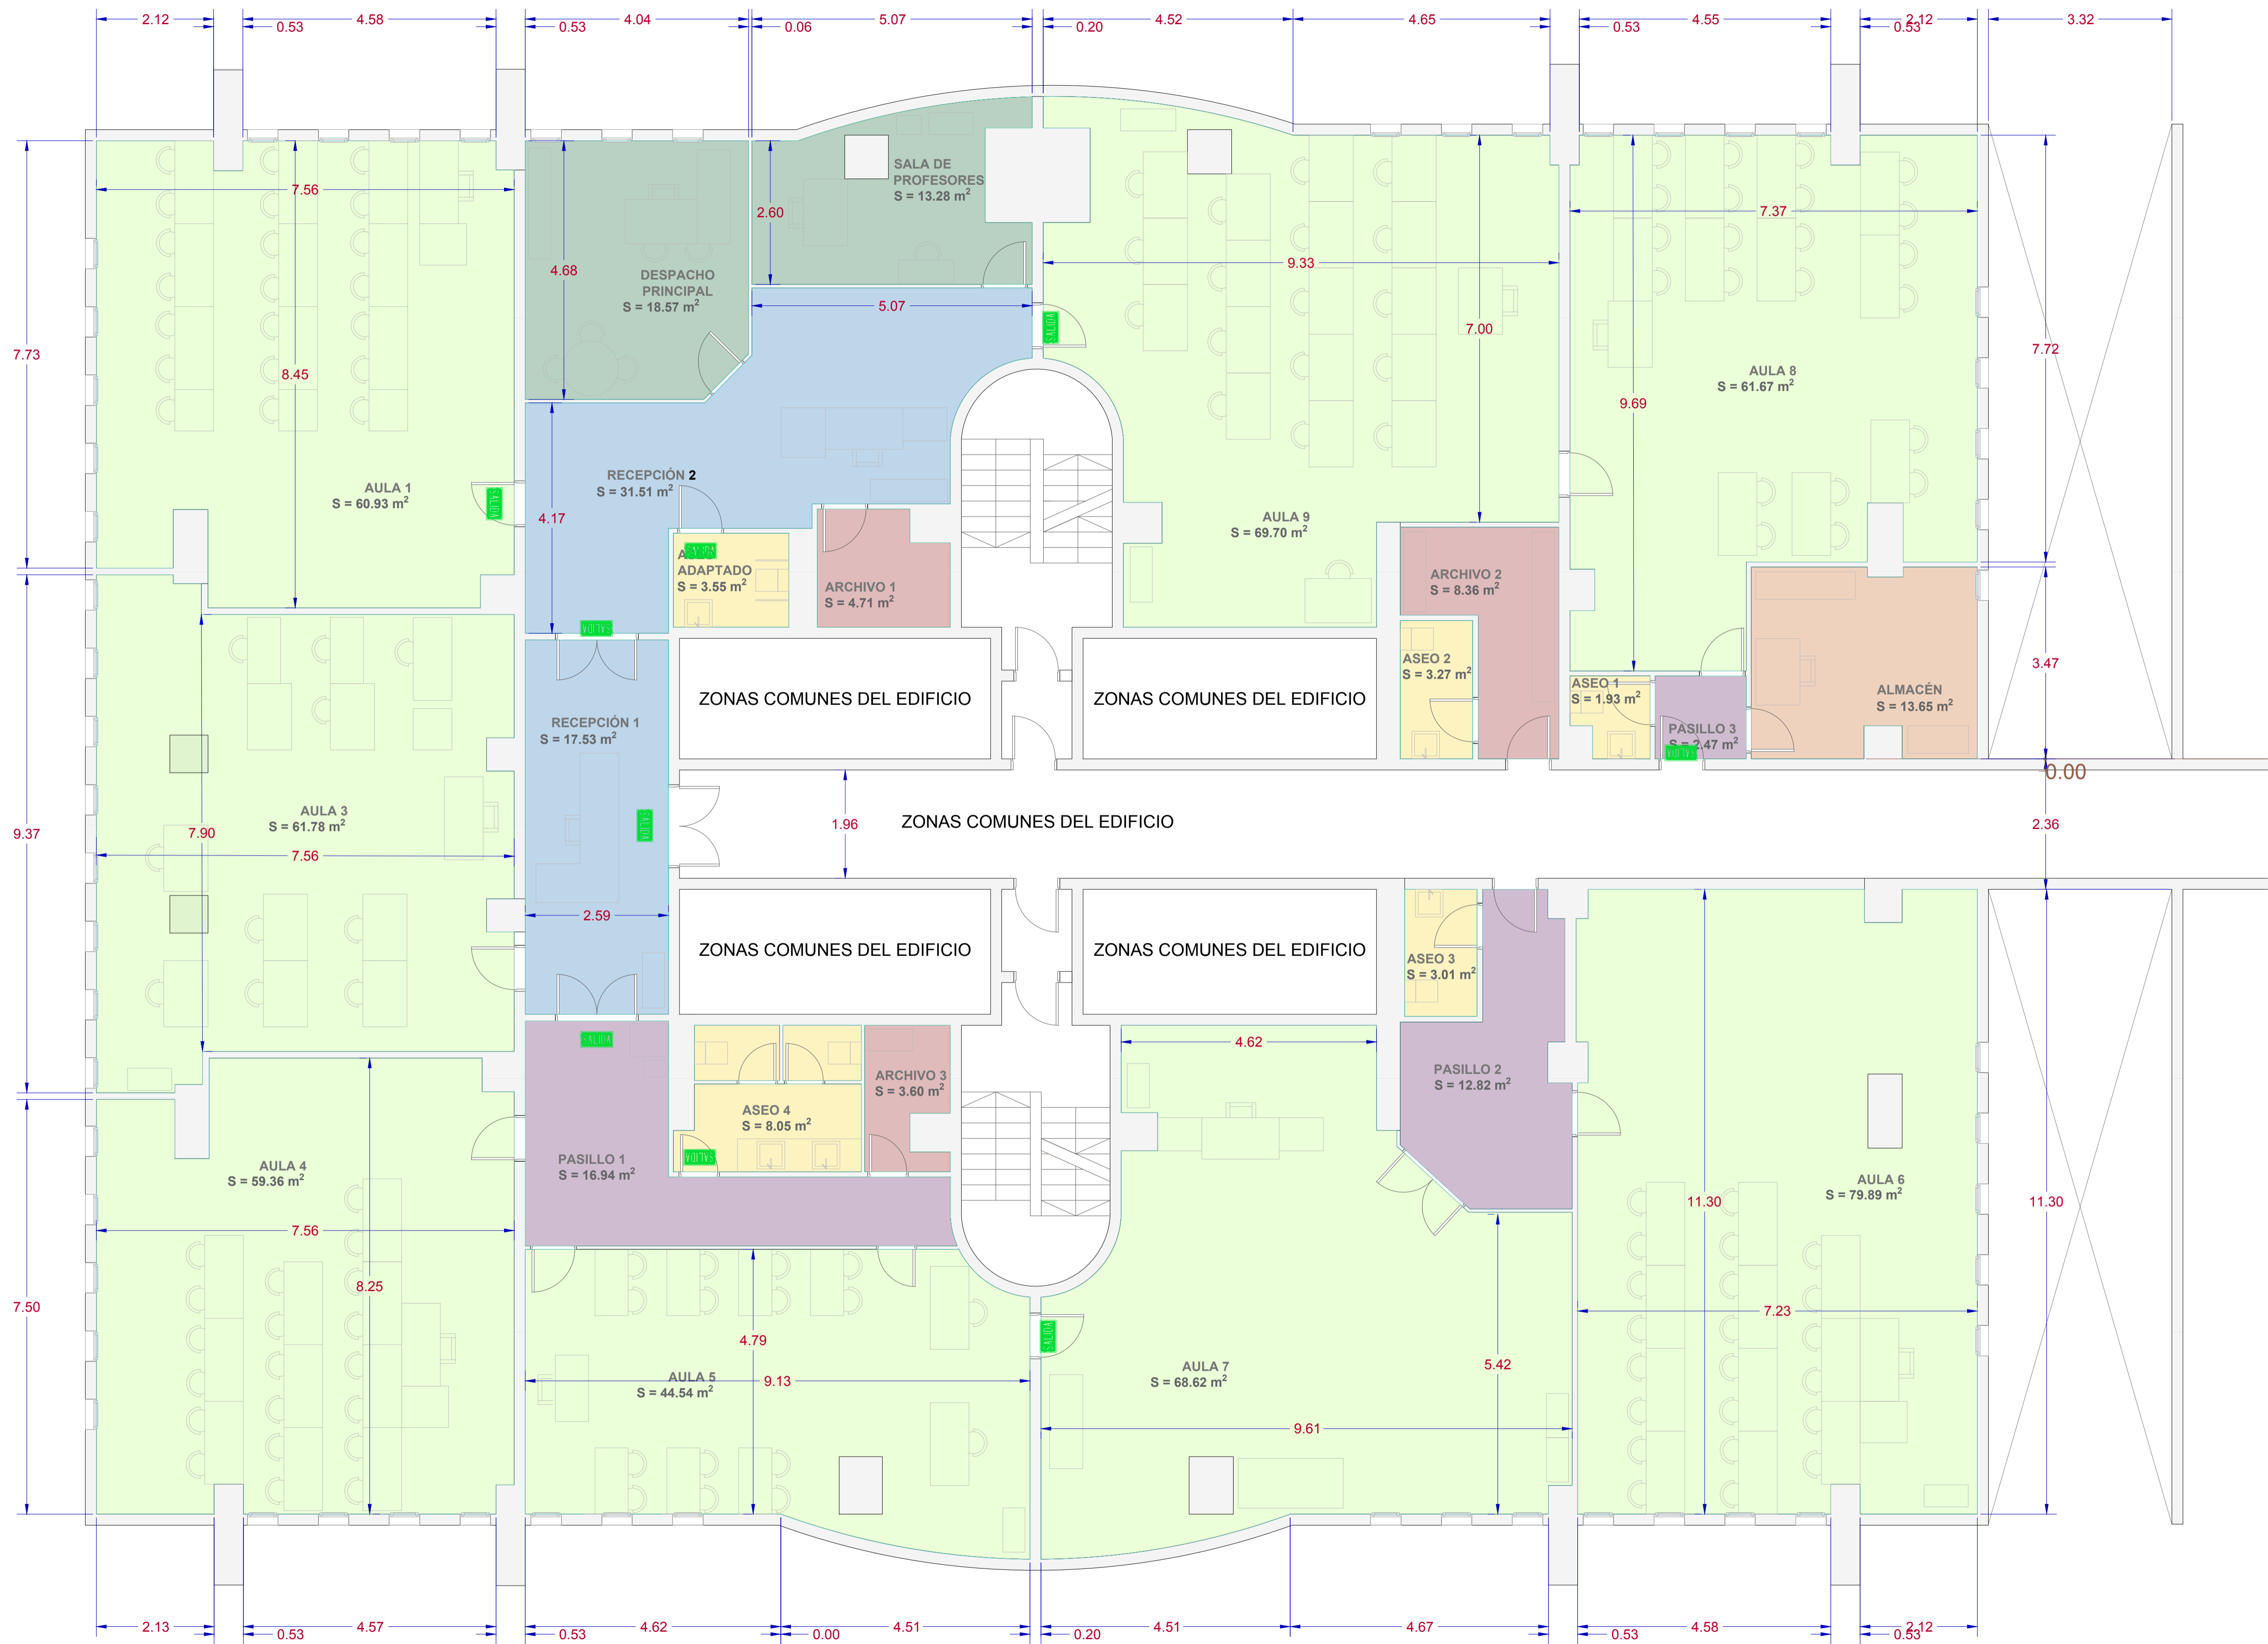 2.12
4.58
4.04
5.07
4.52
4.65
4.55
2.12
3.32
0.53
0.53
0.06
0.20
0.53
0.53
SALA DE
PROFESORES
S = 13.28 m²
7.56
2.60
7.37
4.68
DESPACHO
PRINCIPAL
S = 18.57 m²
9.33
5.07
SALIDA
7.00
7.73
7.72
8.45
AULA 8
S = 61.67 m²
9.69
AULA 1
S = 60.93 m²
SALIDA
RECEPCIÓN 2
S = 31.51 m²
4.17
AULA 9
S = 69.70 m²
SALIDA
ADAPTADO
S = 3.55 m²
ARCHIVO 1
S = 4.71 m²
ARCHIVO 2
S = 8.36 m²
SALIDA
ASEO 2
S = 3.27 m²
3.47
ASEO 1
S = 1.93 m²
ALMACÉN
S = 13.65 m²
ZONAS COMUNES DEL EDIFICIO
ZONAS COMUNES DEL EDIFICIO
RECEPCIÓN 1
S = 17.53 m²
PASILLO 3
S = 2.47 m²
SALIDA
0.00
AULA 3
S = 61.78 m²
9.37
7.90
SALIDA
1.96
ZONAS COMUNES DEL EDIFICIO
2.36
7.56
2.59
ZONAS COMUNES DEL EDIFICIO
ZONAS COMUNES DEL EDIFICIO
ASEO 3
S = 3.01 m²
SALIDA
4.62
ARCHIVO 3
S = 3.60 m²
PASILLO 2
S = 12.82 m²
ASEO 4
S = 8.05 m²
SALIDA
PASILLO 1
S = 16.94 m²
AULA 4
S = 59.36 m²
AULA 6
S = 79.89 m²
11.30
11.30
7.56
8.25
7.50
7.23
4.79
SALIDA
AULA 5
S = 44.54 m²
9.13
AULA 7
S = 68.62 m²
5.42
9.61
2.13
4.57
4.62
4.51
4.51
4.67
4.58
2.12
0.53
0.53
0.00
0.20
0.53
0.53